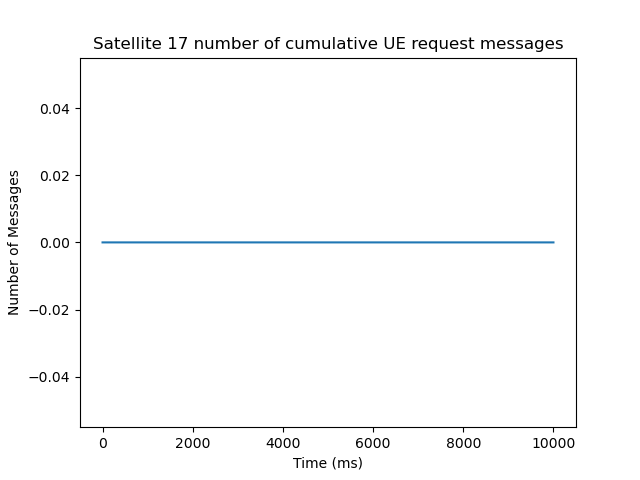 Satellite 17 number of cumulative UE request messages
Number of Messages
0.04
0.02
0.00
−0.02
−0.04
0 2000 4000 6000 8000 10000
Time (ms)